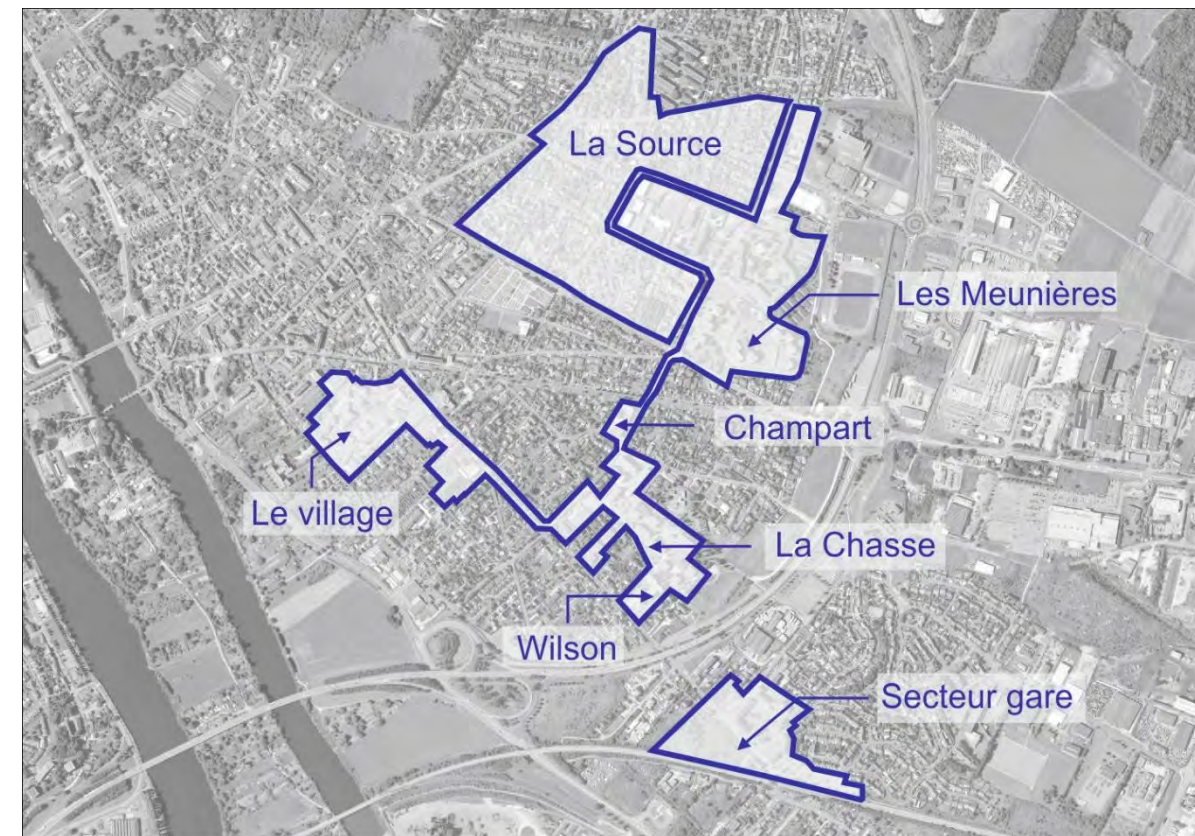 La Source
Les Meunières
Champart
Le village
La Chasse
Wilson
Secteur gare